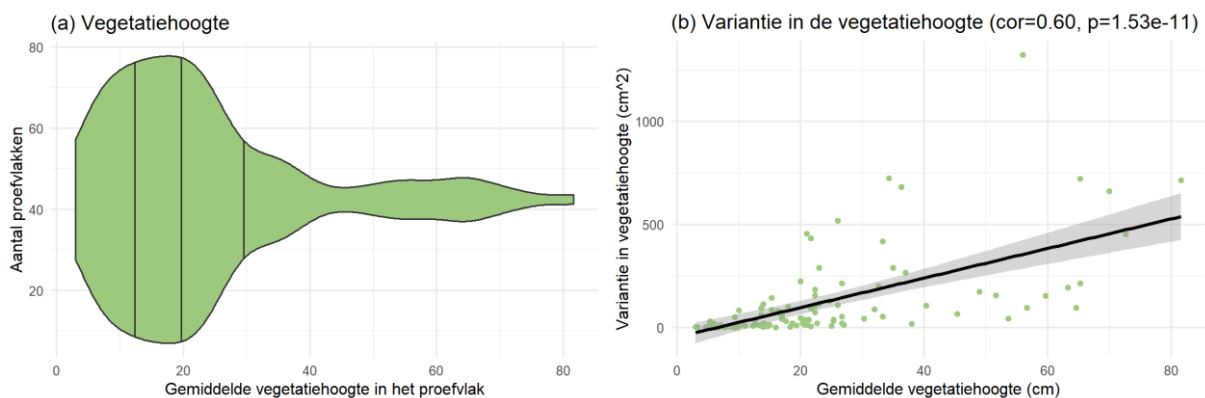 (a) Vegetatiehoogte
80
60
40
20
Aantal proefvlakken
0
20
40
60
80
Gemiddelde vegetatiehoogte in het proefvlak
(b) Variantie in de vegetatiehoogte (cor=0.60, p=1.53e-11)
1000
500
0
Variantie in vegetatiehoogte (cm^2)
0
20
40
60
80
Gemiddelde vegetatiehoogte (cm)